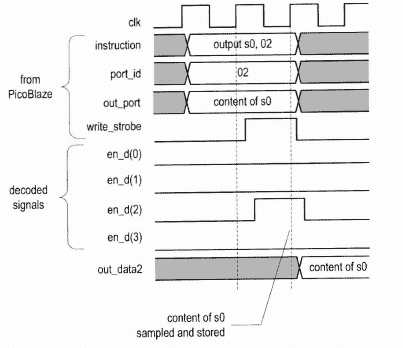 clk
instruction
output s0, 02
port_id
02
out_port
content of s0
write_strobe
from
PicoBlaze
en_d(0)
en_d(1)
en_d(2)
en_d(3)
decoded
signals
out_data2
content of s0
content of s0
sampled and stored